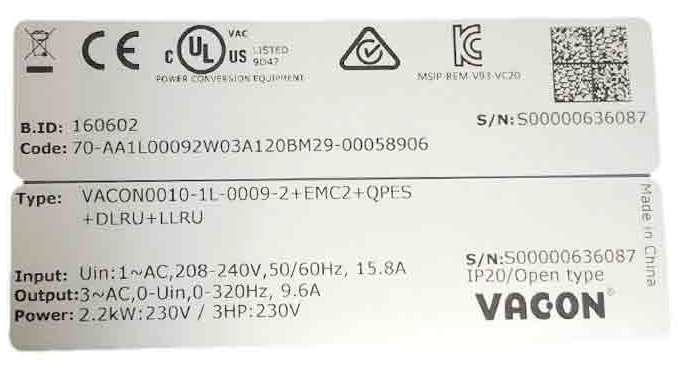 CE
c UL US VAC LISTED 9D47
POWER CONVERSION EQUIPMENT
MSIP-REM-V93-VC20
B.ID: 160602
S/N:S00000636087
Code: 70-AA1L00092W03A120BM29-00058906
Type: VACON0010-1L-0009-2+EMC2+QPES
+DLRU+LLRU
Made in China
S/N:S00000636087
Input: Uin:1~AC,208-240V,50/60Hz, 15.8A
IP20/Open type
Output:3~AC,0-Uin,0-320Hz, 9.6A
Power: 2.2kW:230V / 3HP:230V
VACON®